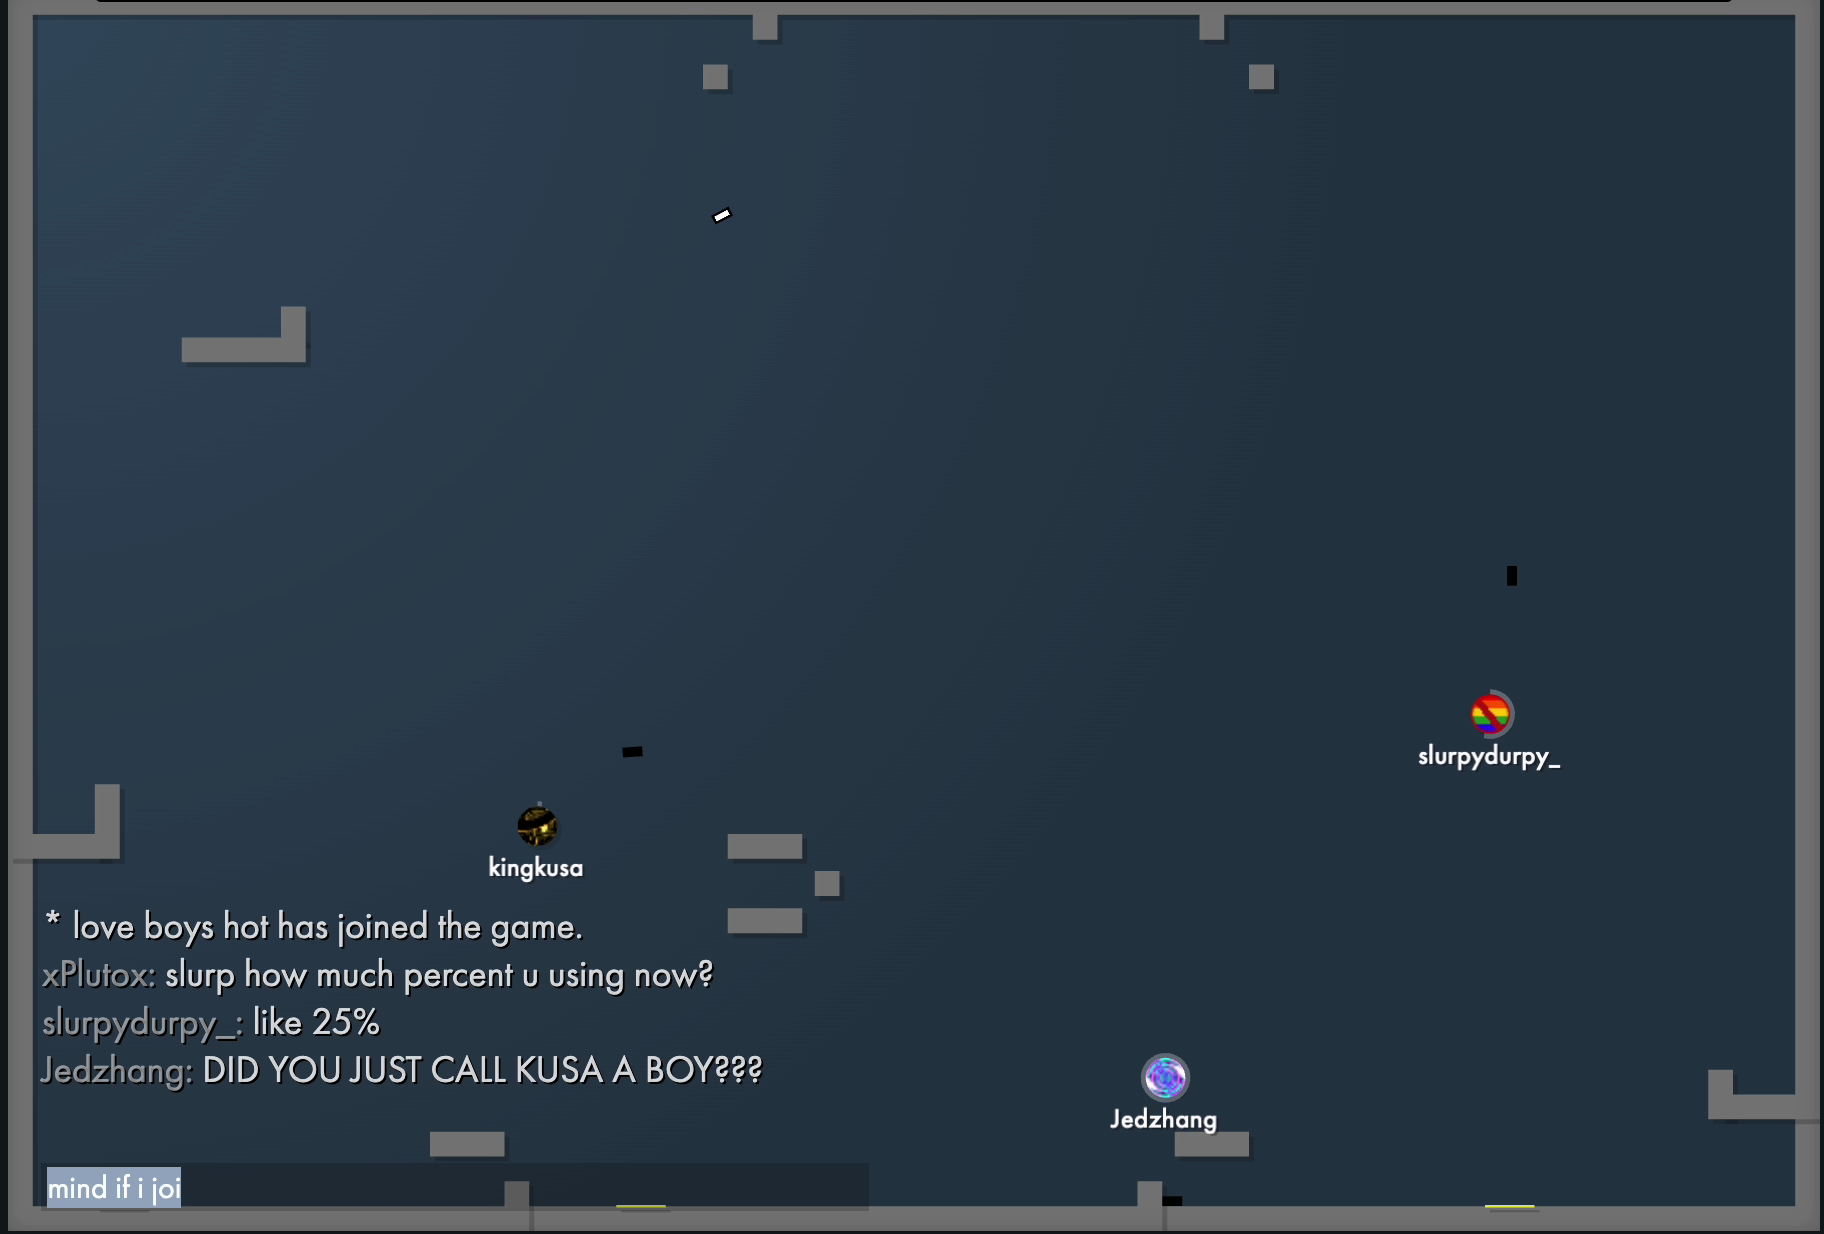 slurpydurpy_
kingkusa
* love boys hot has joined the game.
xPlutox: slurp how much percent u using now?
slurpydurpy_: like 25%
Jedzhang: DID YOU JUST CALL KUSA A BOY???
Jedzhang
mind if i joi